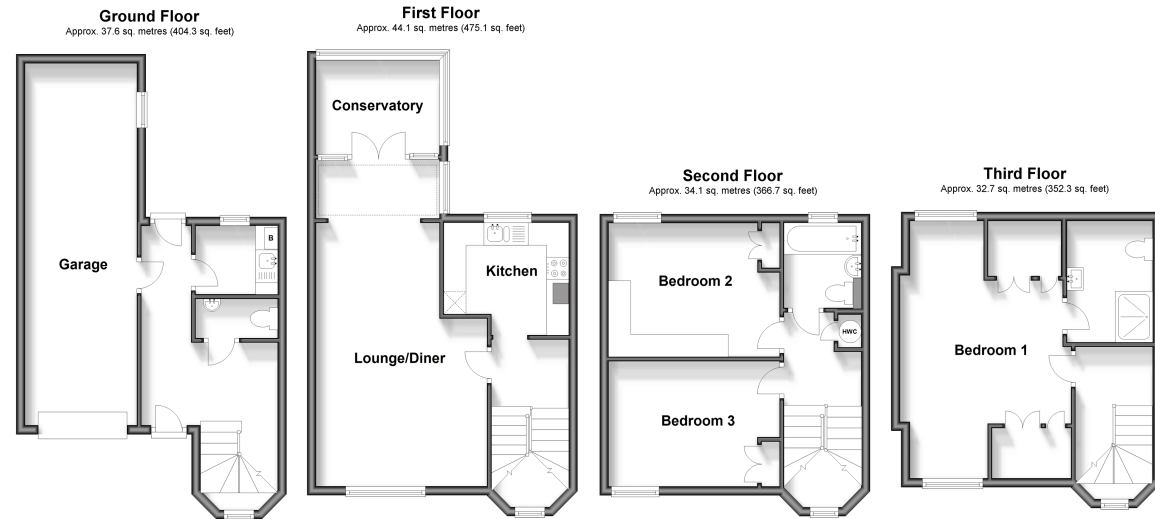 Ground Floor
Approx. 37.6 sq. metres (404.3 sq. feet)
B
Garage
First Floor
Approx. 44.1 sq. metres (475.1 sq. feet)
Conservatory
Kitchen
Lounge/Diner
Second Floor
Approx. 34.1 sq. metres (366.7 sq. feet)
Bedroom 2
HWC
Bedroom 3
Third Floor
Approx. 32.7 sq. metres (352.3 sq. feet)
Bedroom 1